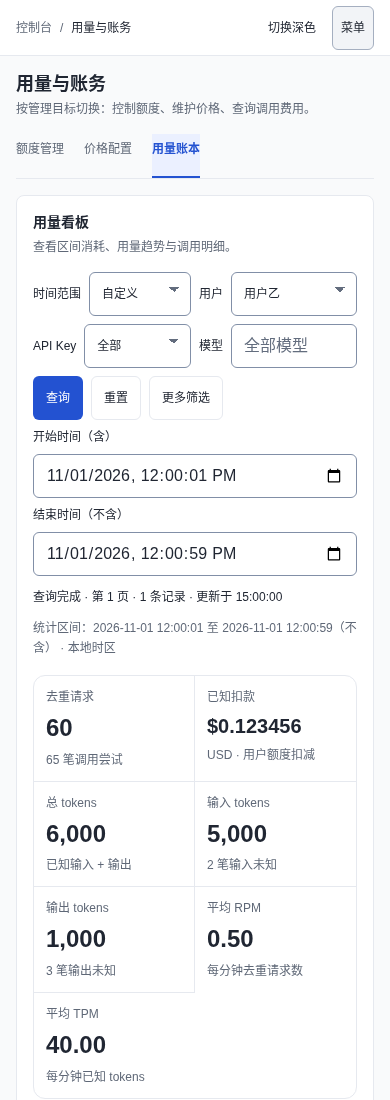 控制台 / 用量与账务 切换深色 菜单
用量与账务
按管理目标切换：控制额度、维护价格、查询调用费用。
额度管理 价格配置 用量账本
用量看板
查看区间消耗、用量趋势与调用明细。
时间范围 自定义 用户 用户乙
API Key 全部 模型 全部模型
查询 重置 更多筛选
开始时间（含）
11/01/2026, 12:00:01 PM
结束时间（不含）
11/01/2026, 12:00:59 PM
查询完成 · 第 1 页 · 1 条记录 · 更新于 15:00:00
统计区间：2026-11-01 12:00:01 至 2026-11-01 12:00:59（不
含） · 本地时区
去重请求 已知扣款
60 $0.123456
65 笔调用尝试 USD · 用户额度扣减
总 tokens 输入 tokens
6,000 5,000
已知输入 + 输出 2 笔输入未知
输出 tokens 平均 RPM
1,000 0.50
3 笔输出未知 每分钟去重请求数
平均 TPM
40.00
每分钟已知 tokens